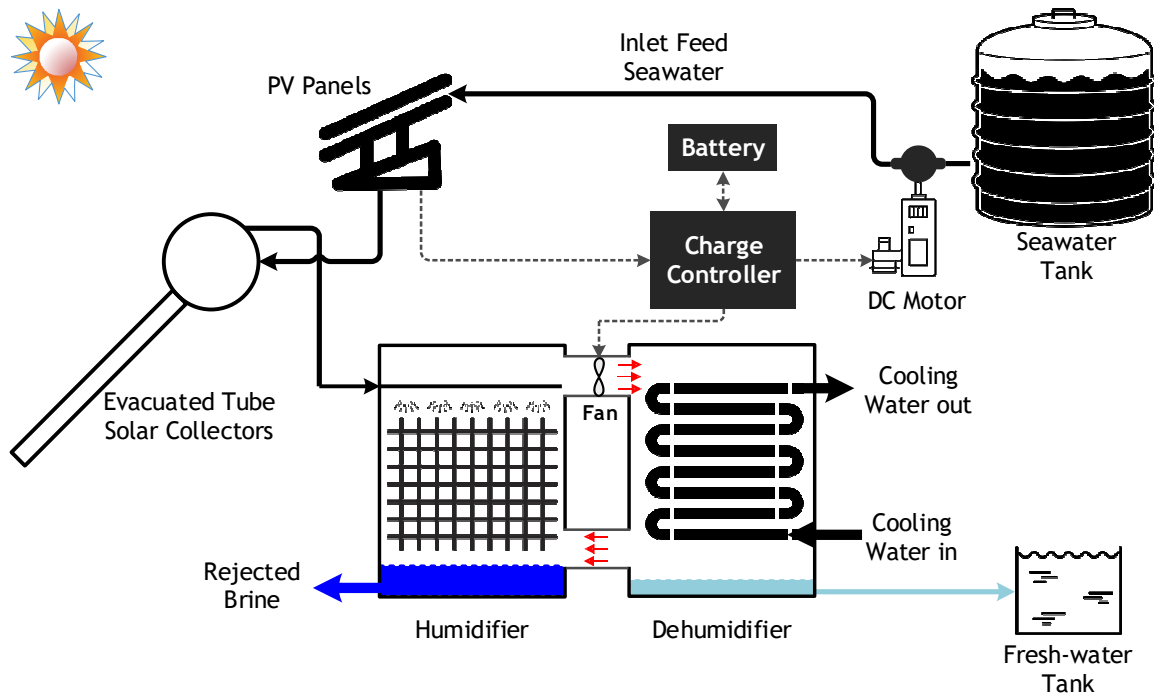 Inlet Feed
Seawater
PV Panels
Battery
Charge
Controller
Seawater
Tank
DC Motor
Evacuated Tube
Solar Collectors
Fan
Cooling
Water out
Cooling
Water in
Rejected
Brine
Humidifier
Dehumidifier
Fresh-water
Tank